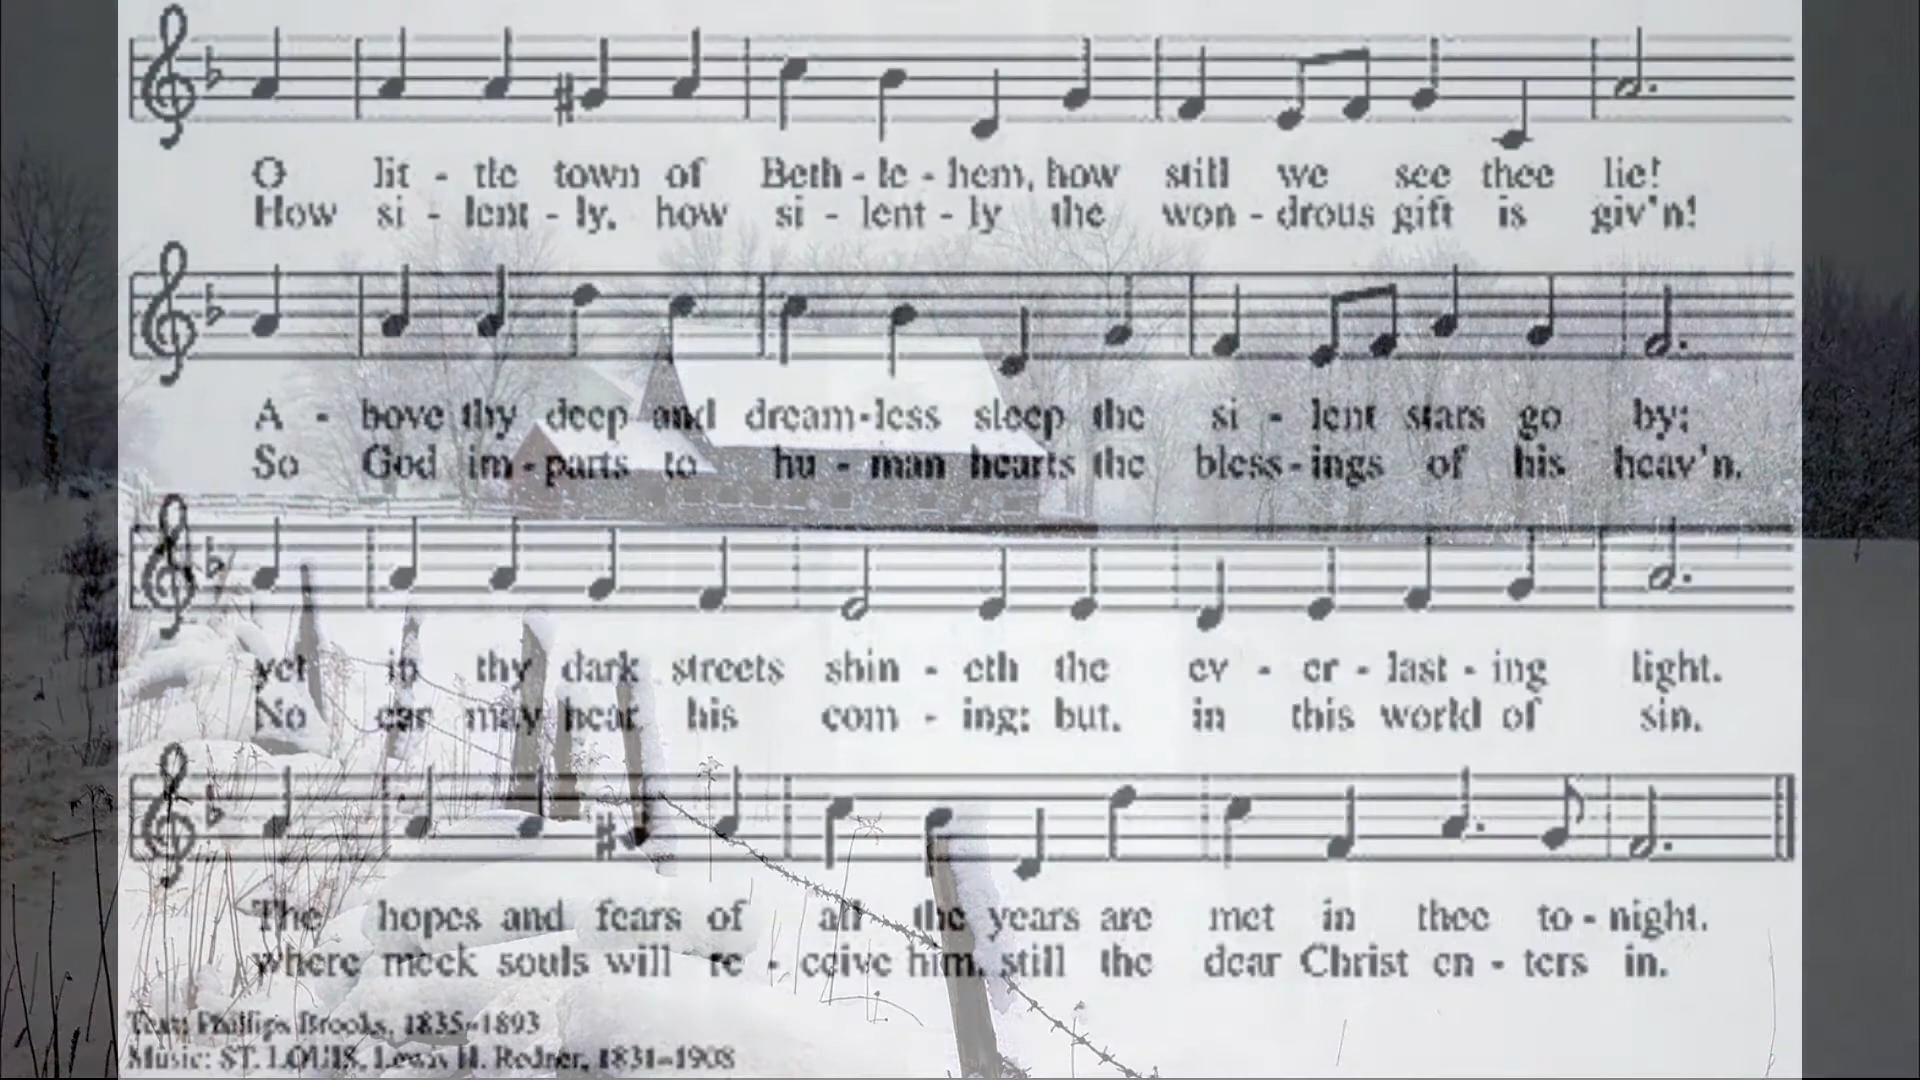 O lit - tle town of Beth - le - hem, how still we see thee lie!
How si - lent - ly, how si - lent - ly the won - drous gift is giv'n!
A - bove thy deep and dream - less sleep the si - lent stars go by;
So God im - parts to hu - man hearts the bless - ings of his heav'n.
yet in thy dark streets shin - eth the ev - er - last - ing light.
No ear may hear his com - ing; but, in this world of sin,
The hopes and fears of all the years are met in thee to - night.
where meek souls will re - ceive him, still the dear Christ en - ters in.
Text: Phillips Brooks, 1835-1893
Music: ST. LOUIS, Lewis H. Redner, 1831-1908